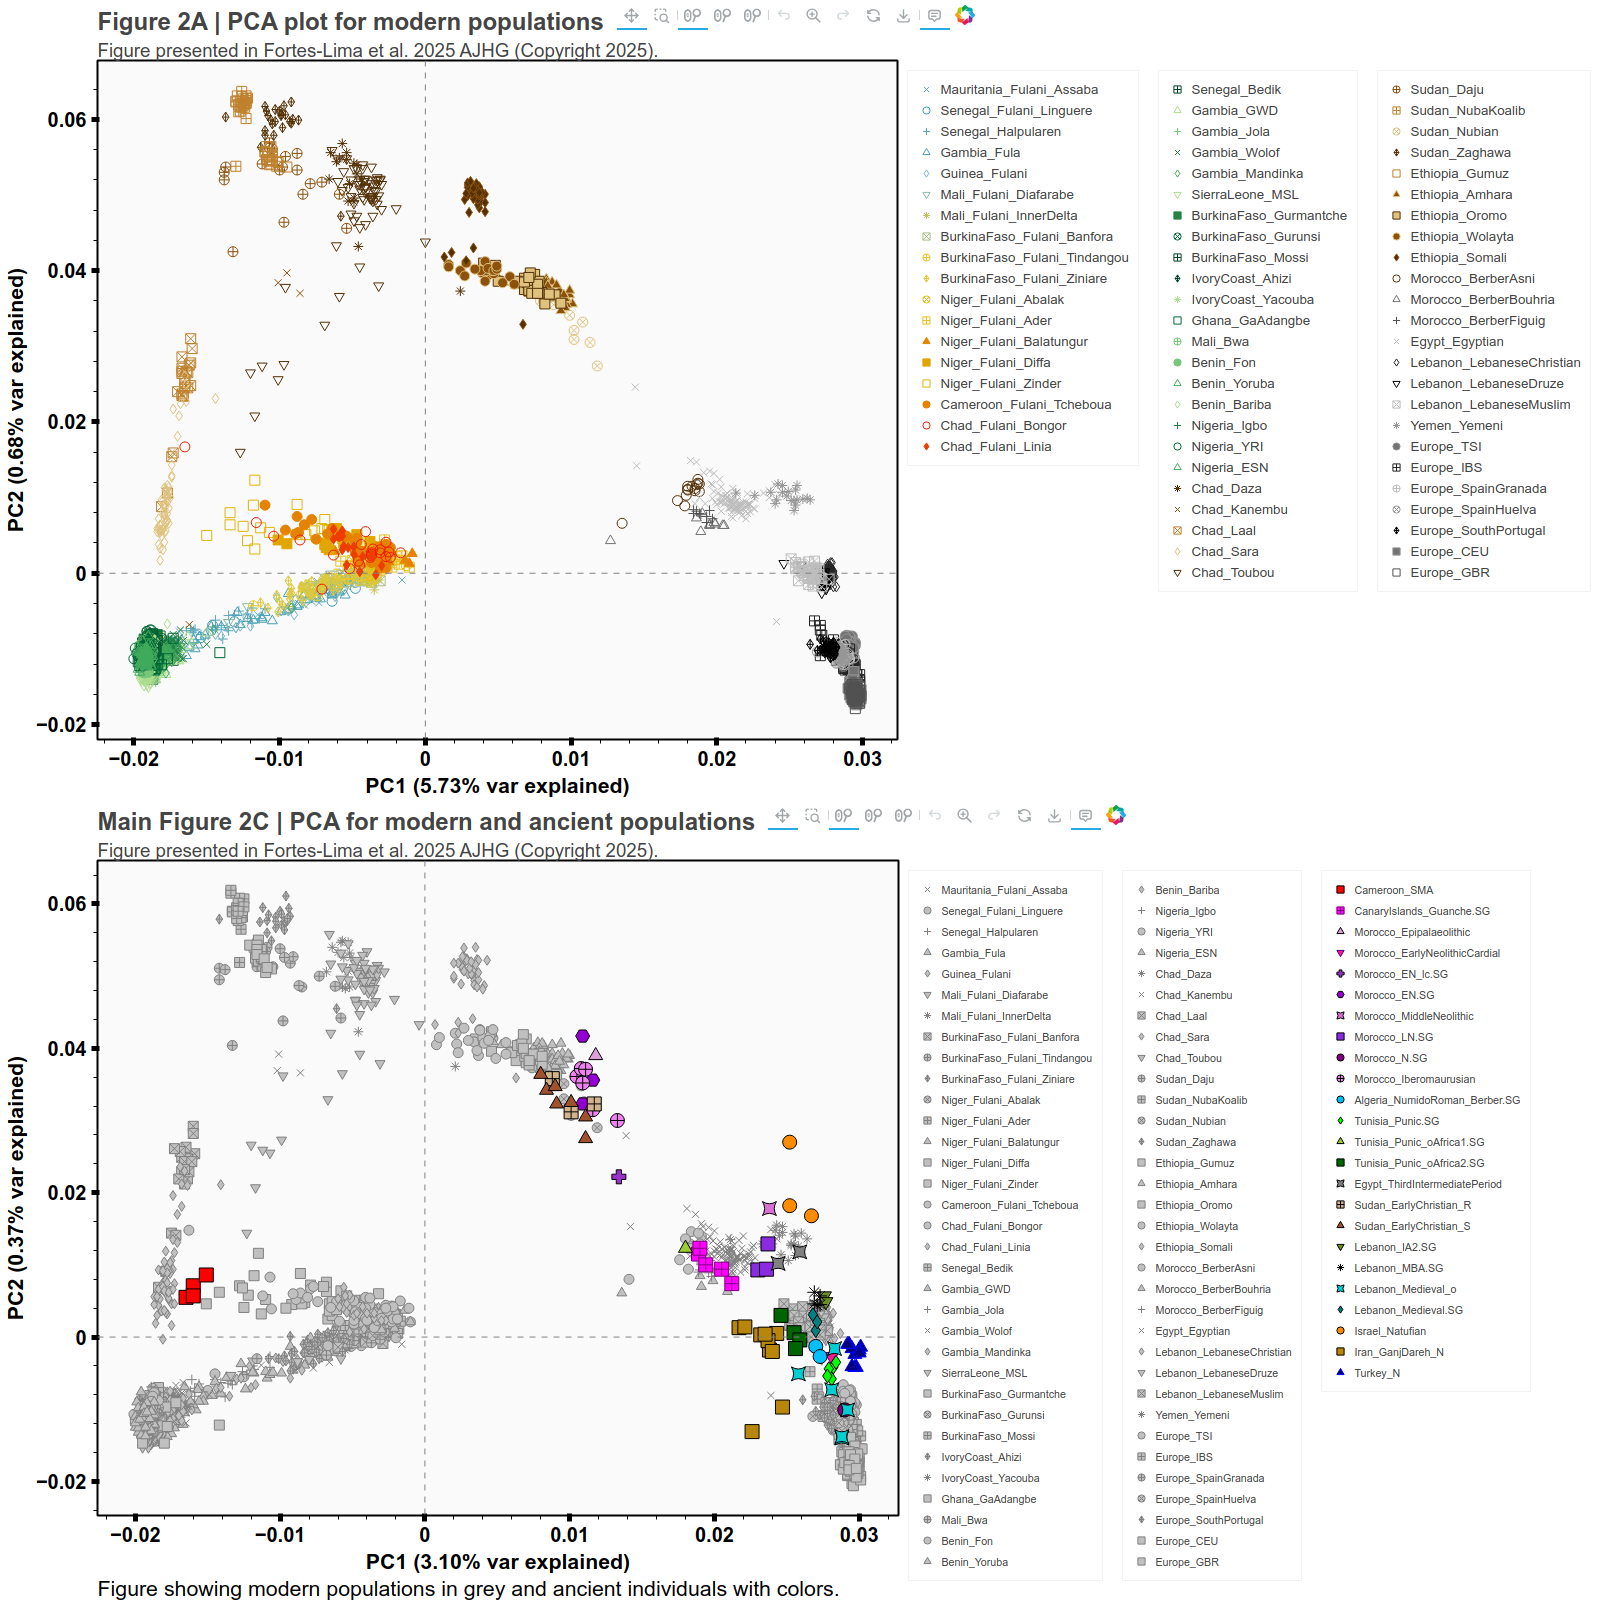 Figure 2A | PCA plot for modern populations
Figure presented in Fortes-Lima et al. 2025 AJHG (Copyright 2025).
PC2 (0.68% var explained)
0.06
0.04
0.02
0
−0.02
−0.02
−0.01
0
0.01
0.02
0.03
PC1 (5.73% var explained)
Mauritania_Fulani_Assaba
Senegal_Fulani_Linguere
Senegal_Halpularen
Gambia_Fula
Guinea_Fulani
Mali_Fulani_Diafarabe
Mali_Fulani_InnerDelta
BurkinaFaso_Fulani_Banfora
BurkinaFaso_Fulani_Tindangou
BurkinaFaso_Fulani_Ziniare
Niger_Fulani_Abalak
Niger_Fulani_Ader
Niger_Fulani_Balatungur
Niger_Fulani_Diffa
Niger_Fulani_Zinder
Cameroon_Fulani_Tcheboua
Chad_Fulani_Bongor
Chad_Fulani_Linia
Senegal_Bedik
Gambia_GWD
Gambia_Jola
Gambia_Wolof
Gambia_Mandinka
SierraLeone_MSL
BurkinaFaso_Gurmantche
BurkinaFaso_Gurunsi
BurkinaFaso_Mossi
IvoryCoast_Ahizi
IvoryCoast_Yacouba
Ghana_GaAdangbe
Mali_Bwa
Benin_Fon
Benin_Yoruba
Benin_Bariba
Nigeria_Igbo
Nigeria_YRI
Nigeria_ESN
Chad_Daza
Chad_Kanembu
Chad_Laal
Chad_Sara
Chad_Toubou
Sudan_Daju
Sudan_NubaKoalib
Sudan_Nubian
Sudan_Zaghawa
Ethiopia_Gumuz
Ethiopia_Amhara
Ethiopia_Oromo
Ethiopia_Wolayta
Ethiopia_Somali
Morocco_BerberAsni
Morocco_BerberBouhria
Morocco_BerberFiguig
Egypt_Egyptian
Lebanon_LebaneseChristian
Lebanon_LebaneseDruze
Lebanon_LebaneseMuslim
Yemen_Yemeni
Europe_TSI
Europe_IBS
Europe_SpainGranada
Europe_SpainHuelva
Europe_SouthPortugal
Europe_CEU
Europe_GBR
Main Figure 2C | PCA for modern and ancient populations
Figure presented in Fortes-Lima et al. 2025 AJHG (Copyright 2025).
PC2 (0.37% var explained)
0.06
0.04
0.02
0
−0.02
−0.02
−0.01
0
0.01
0.02
0.03
PC1 (3.10% var explained)
Figure showing modern populations in grey and ancient individuals with colors.
Mauritania_Fulani_Assaba
Senegal_Fulani_Linguere
Senegal_Halpularen
Gambia_Fula
Guinea_Fulani
Mali_Fulani_Diafarabe
Mali_Fulani_InnerDelta
BurkinaFaso_Fulani_Banfora
BurkinaFaso_Fulani_Tindangou
BurkinaFaso_Fulani_Ziniare
Niger_Fulani_Abalak
Niger_Fulani_Ader
Niger_Fulani_Balatungur
Niger_Fulani_Diffa
Niger_Fulani_Zinder
Cameroon_Fulani_Tcheboua
Chad_Fulani_Bongor
Chad_Fulani_Linia
Senegal_Bedik
Gambia_GWD
Gambia_Jola
Gambia_Wolof
Gambia_Mandinka
SierraLeone_MSL
BurkinaFaso_Gurmantche
BurkinaFaso_Gurunsi
BurkinaFaso_Mossi
IvoryCoast_Ahizi
IvoryCoast_Yacouba
Ghana_GaAdangbe
Mali_Bwa
Benin_Fon
Benin_Yoruba
Benin_Bariba
Nigeria_Igbo
Nigeria_YRI
Nigeria_ESN
Chad_Daza
Chad_Kanembu
Chad_Laal
Chad_Sara
Chad_Toubou
Sudan_Daju
Sudan_NubaKoalib
Sudan_Nubian
Sudan_Zaghawa
Ethiopia_Gumuz
Ethiopia_Amhara
Ethiopia_Oromo
Ethiopia_Wolayta
Ethiopia_Somali
Morocco_BerberAsni
Morocco_BerberBouhria
Morocco_BerberFiguig
Egypt_Egyptian
Lebanon_LebaneseChristian
Lebanon_LebaneseDruze
Lebanon_LebaneseMuslim
Yemen_Yemeni
Europe_TSI
Europe_IBS
Europe_SpainGranada
Europe_SpainHuelva
Europe_SouthPortugal
Europe_CEU
Europe_GBR
Cameroon_SMA
CanaryIslands_Guanche.SG
Morocco_Epipalaeolithic
Morocco_EarlyNeolithicCardial
Morocco_EN_lc.SG
Morocco_EN.SG
Morocco_MiddleNeolithic
Morocco_LN.SG
Morocco_N.SG
Morocco_Iberomaurusian
Algeria_NumidoRoman_Berber.SG
Tunisia_Punic.SG
Tunisia_Punic_oAfrica1.SG
Tunisia_Punic_oAfrica2.SG
Egypt_ThirdIntermediatePeriod
Sudan_EarlyChristian_R
Sudan_EarlyChristian_S
Lebanon_IA2.SG
Lebanon_MBA.SG
Lebanon_Medieval_o
Lebanon_Medieval.SG
Israel_Natufian
Iran_GanjDareh_N
Turkey_N